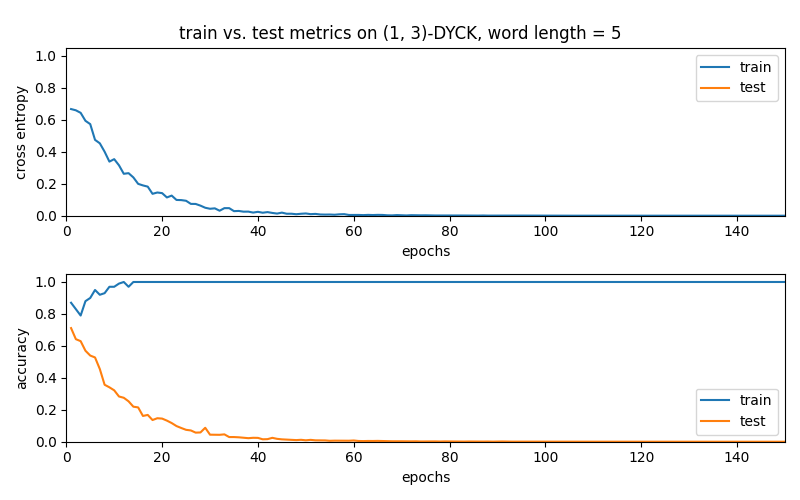 train vs. test metrics on (1, 3)-DYCK, word length = 5
1.0
0.8
0.6
0.4
0.2
0.0
cross entropy
train
test
0 20 40 60 80 100 120 140
epochs
1.0
0.8
0.6
0.4
0.2
0.0
accuracy
train
test
0 20 40 60 80 100 120 140
epochs